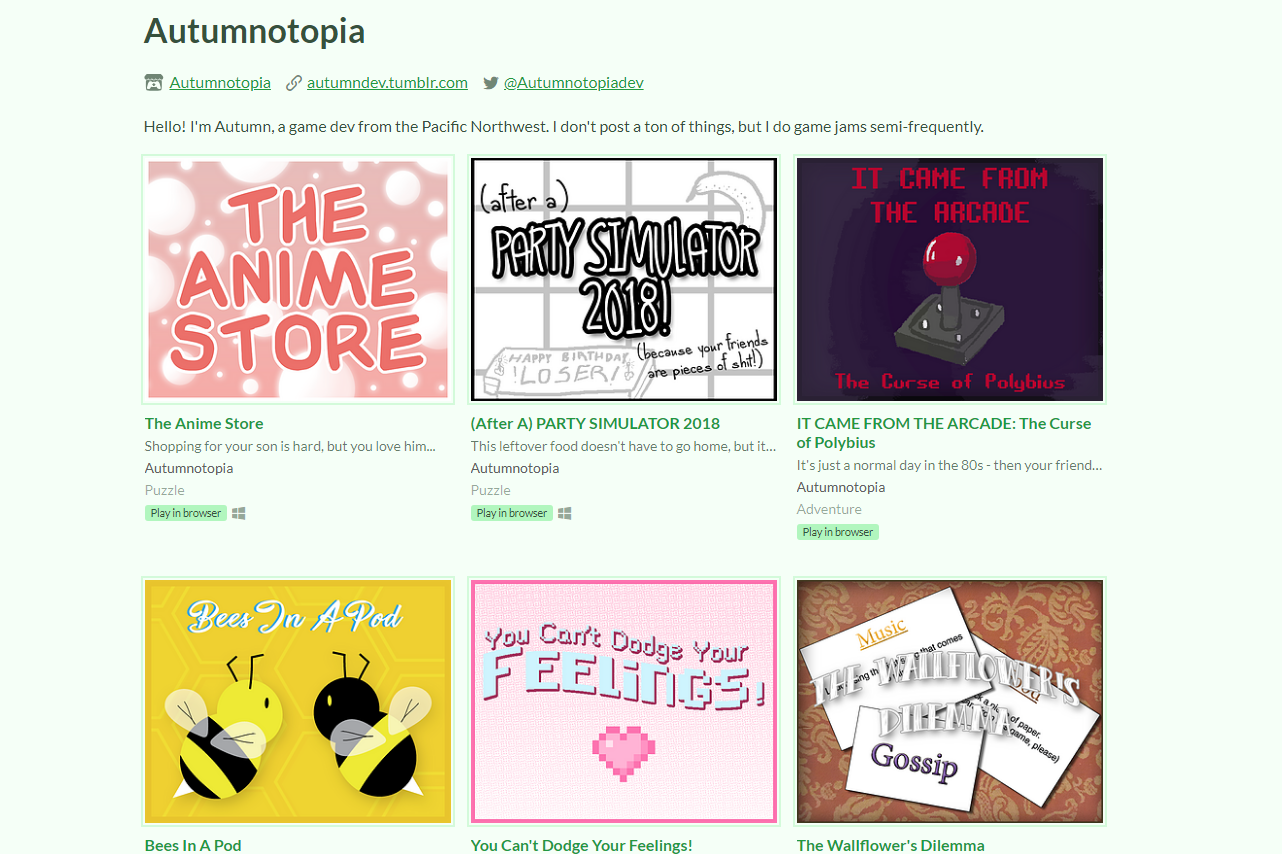 Autumnotopia
Autumnotopia autumndev.tumblr.com @Autumnotopiadev
Hello! I'm Autumn, a game dev from the Pacific Northwest. I don't post a ton of things, but I do game jams semi-frequently.
THE
ANIME
STORE
The Anime Store
Shopping for your son is hard, but you love him...
Autumnotopia
Puzzle
Play in browser
(after a)
PARTY SIMULATOR
2018!
HAPPY BIRTHDAY
!LOSER!
(because your friends
are pieces of shit!)
(After A) PARTY SIMULATOR 2018
This leftover food doesn't have to go home, but it...
Autumnotopia
Puzzle
Play in browser
IT CAME FROM
THE ARCADE
The Curse of Polybius
IT CAME FROM THE ARCADE: The Curse
of Polybius
It's just a normal day in the 80s - then your friend...
Autumnotopia
Adventure
Play in browser
Bees In A Pod
Bees In A Pod
You Can't Dodge Your
FEELiNGS!
You Can't Dodge Your Feelings!
Music
that comes
THE WALLFLOWER'S
DILEMMA
of paper.
game, please)
Gossip
The Wallflower's Dilemma